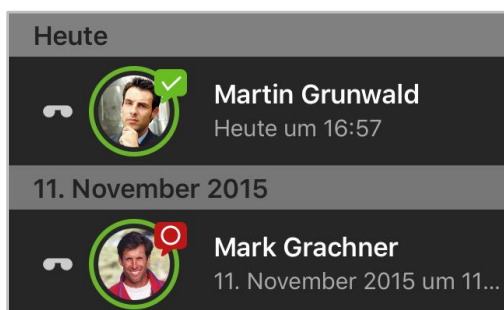 Heute
Martin Grunwald
Heute um 16:57
11. November 2015
Mark Grachner
11. November 2015 um 11...